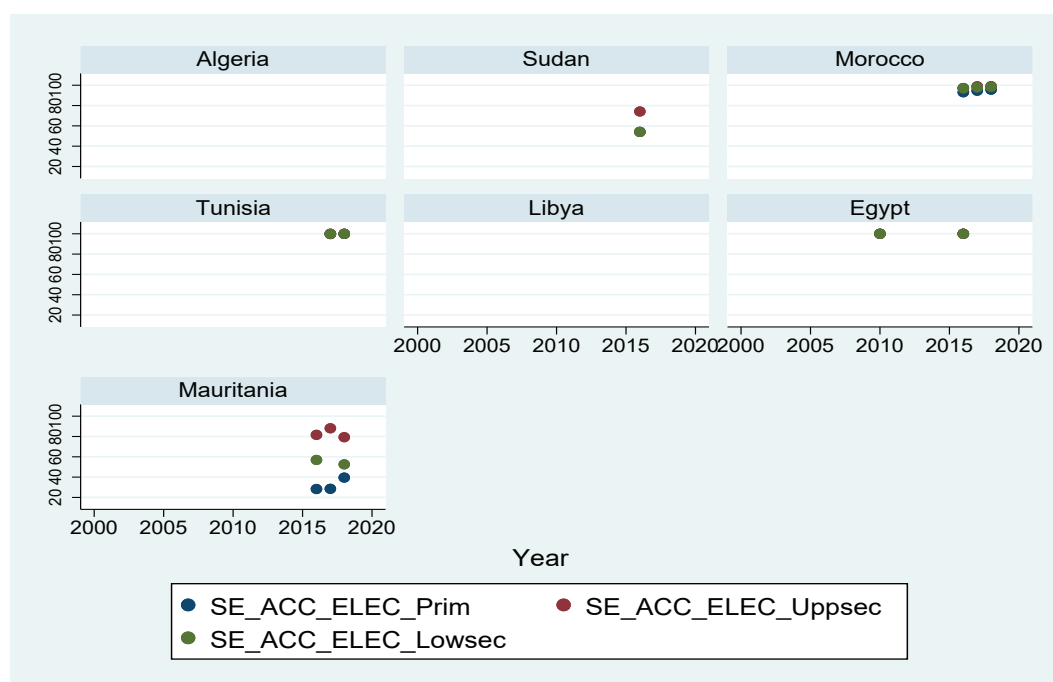 Algeria Sudan Morocco
20 40 60 80100
Tunisia Libya Egypt
20 40 60 80100
2000 2005 2010 2015 2020 2000 2005 2010 2015 2020
Mauritania
20 40 60 80100
2000 2005 2010 2015 2020
Year
SE_ACC_ELEC_Prim SE_ACC_ELEC_Uppsec
SE_ACC_ELEC_Lowsec